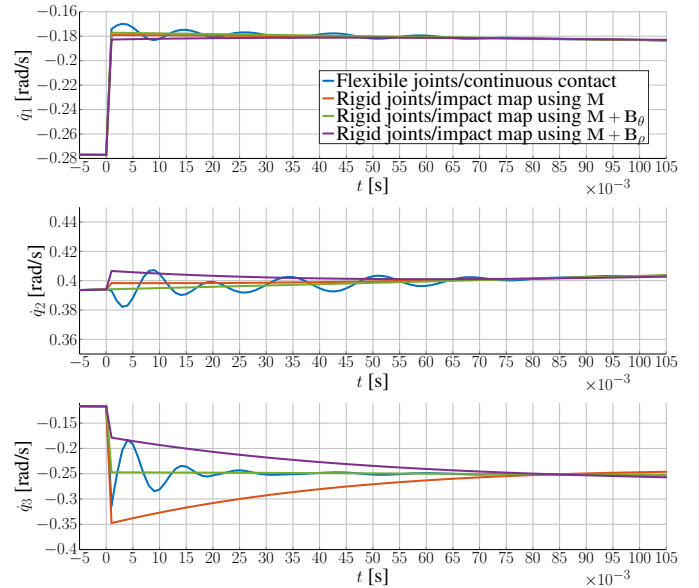 −0.16
−0.18
−0.2
−0.22
−0.24
−0.26
−0.28
q̇₁ [rad/s]
Flexibile joints/continuous contact
Rigid joints/impact map using M
Rigid joints/impact map using M + B_θ
Rigid joints/impact map using M + B_ρ
−5 0 5 10 15 20 25 30 35 40 45 50 55 60 65 70 75 80 85 90 95 105
t [s]
×10⁻³
0.44
0.42
0.4
0.38
0.36
q̇₂ [rad/s]
−5 0 5 10 15 20 25 30 35 40 45 50 55 60 65 70 75 80 85 90 95 105
t [s]
×10⁻³
−0.15
−0.2
−0.25
−0.3
−0.35
−0.4
q̇₃ [rad/s]
−5 0 5 10 15 20 25 30 35 40 45 50 55 60 65 70 75 80 85 90 95 105
t [s]
×10⁻³